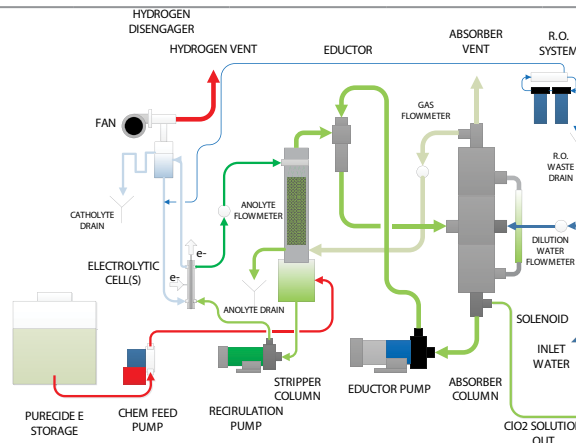 HYDROGEN
DISENGAGER
HYDROGEN VENT
EDUCTOR
ABSORBER
VENT
R.O.
SYSTEM
FAN
GAS
FLOWMETER
R.O.
WASTE
DRAIN
CATHOLYTE
DRAIN
ANOLYTE
FLOWMETER
e-
e-
DILUTION
WATER
FLOWMETER
ELECTROLYTIC
CELL(S)
ANOLYTE DRAIN
SOLENOID
INLET
WATER
STRIPPER
COLUMN
EDUCTOR PUMP
ABSORBER
COLUMN
PURECIDE E
STORAGE
CHEM FEED
PUMP
RECIRULATION
PUMP
ClO2 SOLUTION
OUT